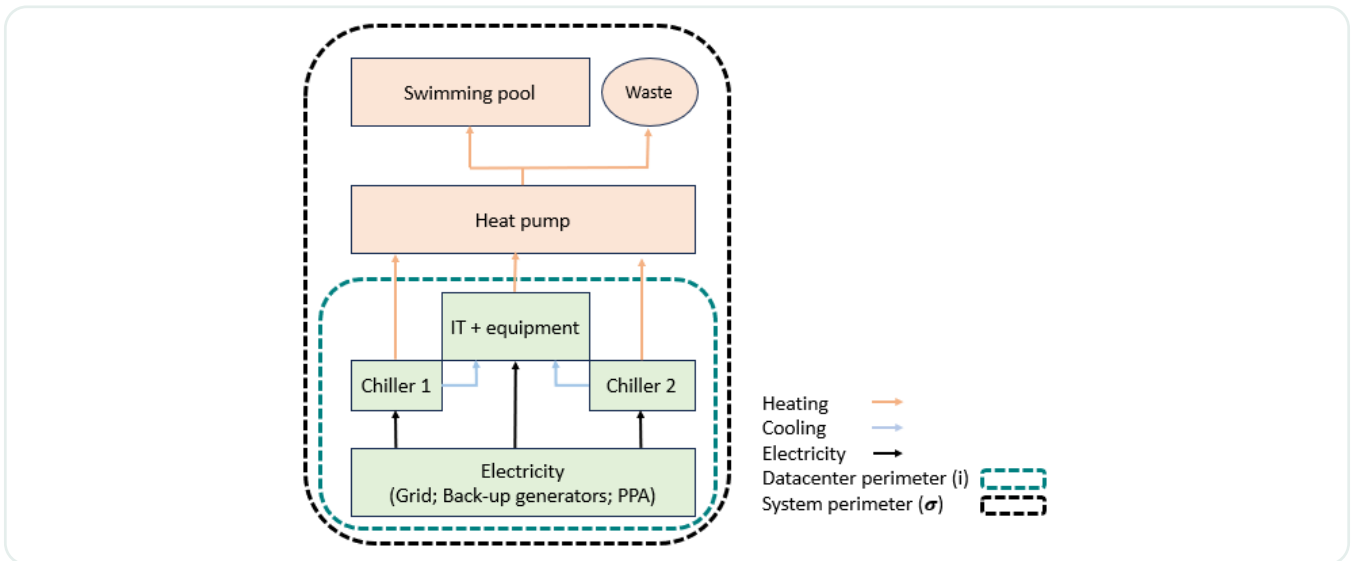 Swimming pool
Waste
Heat pump
IT + equipment
Chiller 1
Chiller 2
Electricity
(Grid; Back-up generators; PPA)
Heating
Cooling
Electricity
Datacenter perimeter (i)
System perimeter (σ)